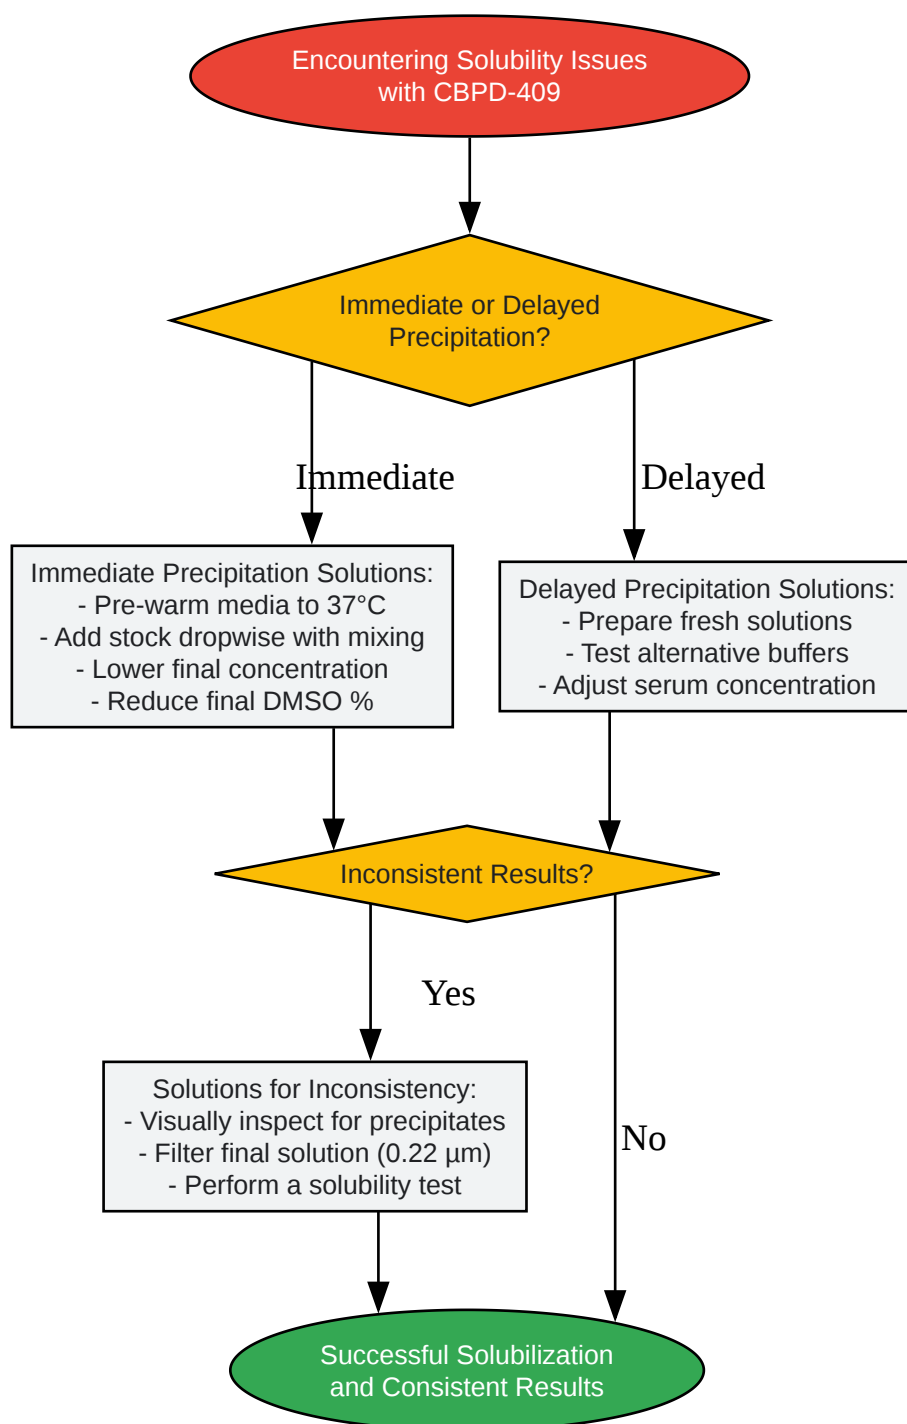 Encountering Solubility Issues
with CBPD-409
Immediate or Delayed
Precipitation?
Immediate
Delayed
Immediate Precipitation Solutions:
- Pre-warm media to 37°C
- Add stock dropwise with mixing
- Lower final concentration
- Reduce final DMSO %
Delayed Precipitation Solutions:
- Prepare fresh solutions
- Test alternative buffers
- Adjust serum concentration
Inconsistent Results?
Yes
Solutions for Inconsistency:
- Visually inspect for precipitates
- Filter final solution (0.22 µm)
- Perform a solubility test
No
Successful Solubilization
and Consistent Results